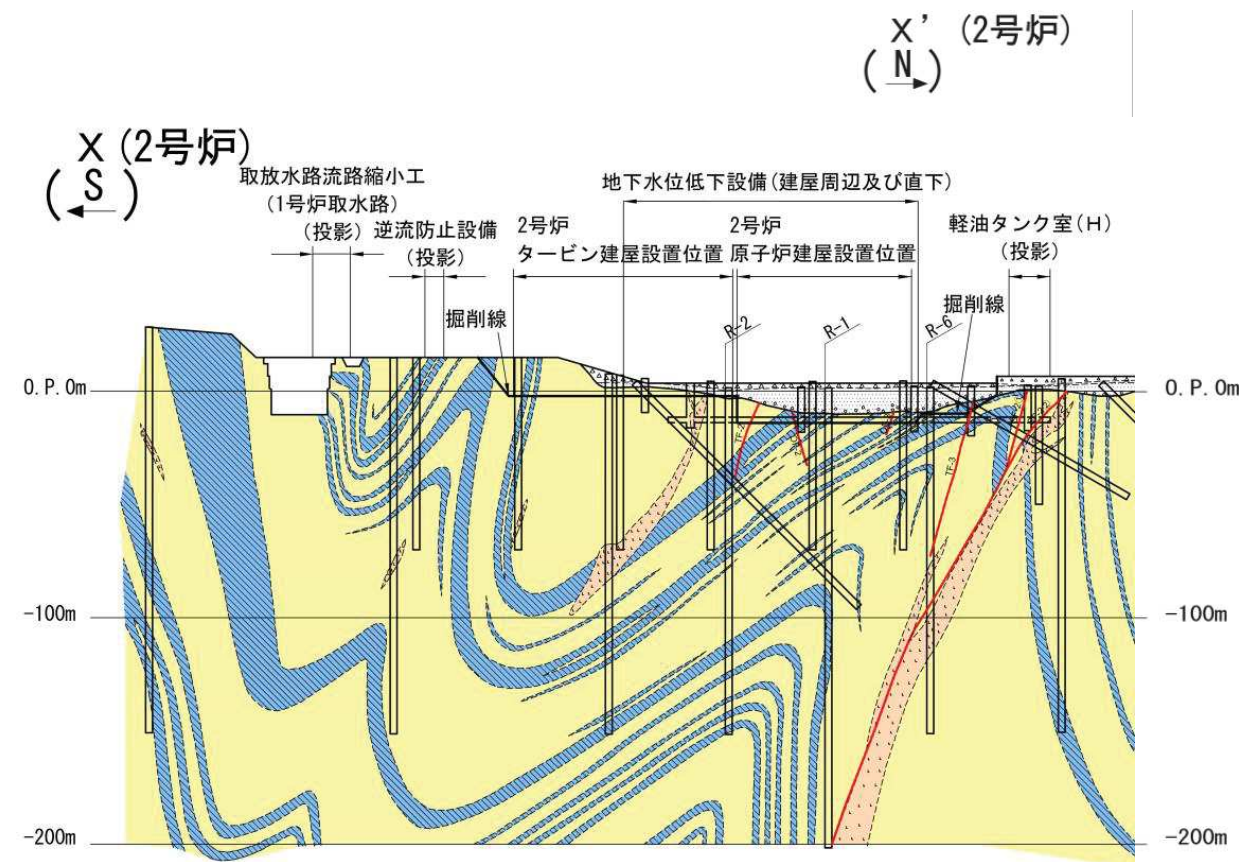 X' (2号炉)
(N)
X (2号炉)
(S)
取放水路流路縮小工
(1号炉取水路)
(投影)
逆流防止設備
(投影)
地下水位低下設備(建屋周辺及び直下)
2号炉
タービン建屋設置位置
2号炉
原子炉建屋設置位置
軽油タンク室(H)
(投影)
掘削線
R-2
R-1
R-6
掘削線
O.P.0m
O.P.0m
TF-3
-100m
-100m
-200m
-200m